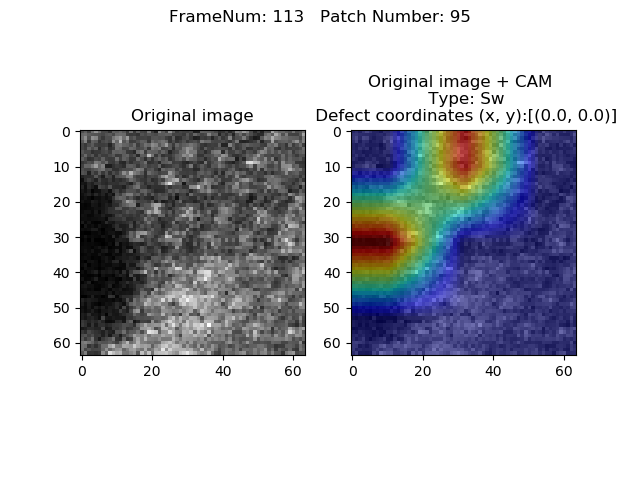 FrameNum: 113   Patch Number: 95
Original image
0
10
20
30
40
50
60
0 20 40 60
Original image + CAM
Type: Sw
Defect coordinates (x, y):[(0.0, 0.0)]
0
10
20
30
40
50
60
0 20 40 60